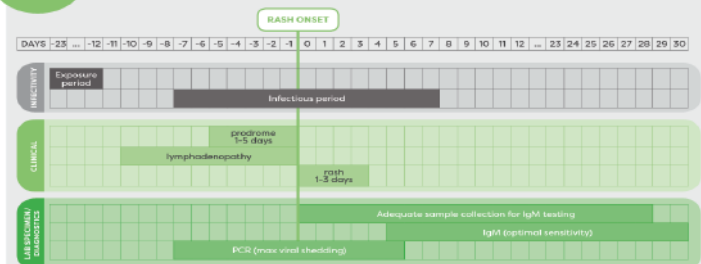 RASH ONSET
DAYS -23 ... -12 -11 -10 -9 -8 -7 -6 -5 -4 -3 -2 -1 0 1 2 3 4 5 6 7 8 9 10 11 12 ... 23 24 25 26 27 28 29 30
INFECTIVITY
Exposure
period
Infectious period
CLINICAL
prodrome
1-5 days
lymphadenopathy
rash
1-3 days
LAB SPECIMEN/
DIAGNOSTICS
Adequate sample collection for IgM testing
IgM (optimal sensitivity)
PCR (max viral shedding)